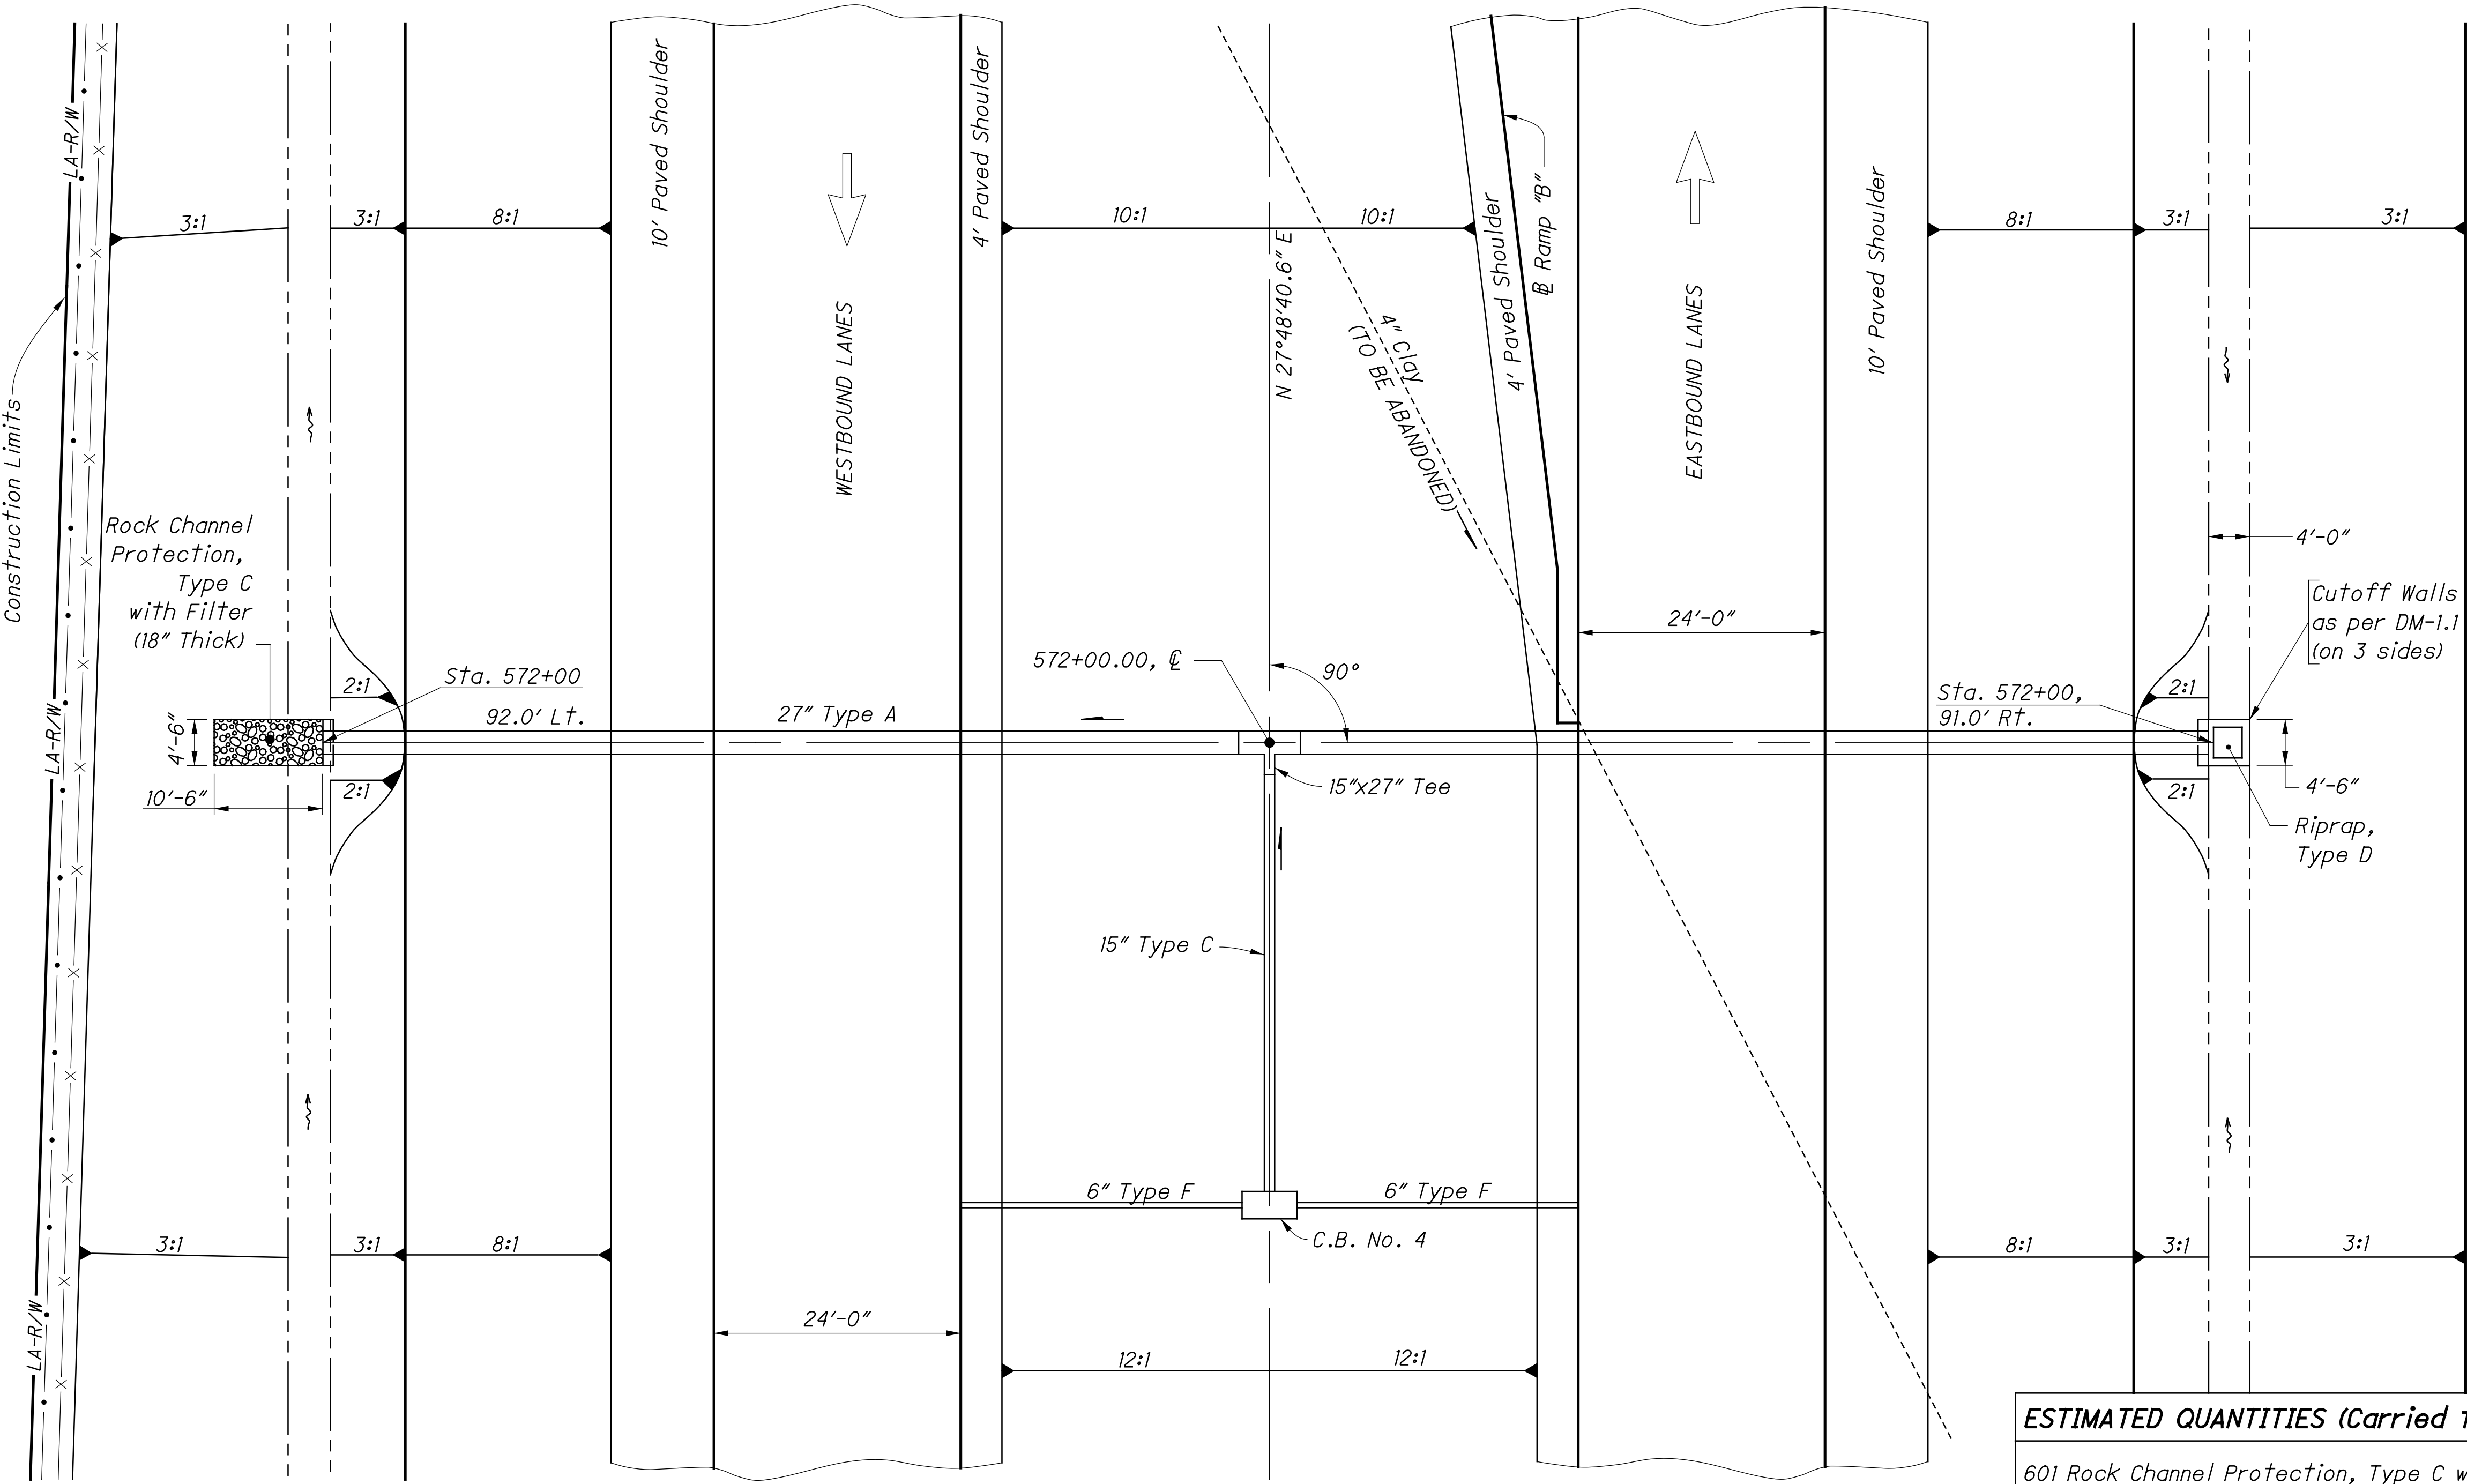 LA-R/W
3:1
3:1
8:1
10' Paved Shoulder
4' Paved Shoulder
10:1
10:1
N 27°48'40.6" E
4' Paved Shoulder
℄ Ramp "B"
10' Paved Shoulder
8:1
3:1
3:1
WESTBOUND LANES
EASTBOUND LANES
4" Clay
(TO BE ABANDONED)
Construction Limits
Rock Channel
Protection,
Type C
with Filter
(18" Thick)
4'-0"
Cutoff Walls
as per DM-1.1
(on 3 sides)
24'-0"
572+00.00, ℄
90°
Sta. 572+00
92.0' Lt.
2:1
27" Type A
Sta. 572+00,
91.0' Rt.
2:1
LA-R/W
4'-6"
10'-6"
2:1
15"x27" Tee
2:1
4'-6"
Riprap,
Type D
15" Type C
6" Type F
6" Type F
C.B. No. 4
3:1
3:1
8:1
8:1
3:1
3:1
LA-R/W
24'-0"
12:1
12:1
ESTIMATED QUANTITIES (Carried
601 Rock Channel Protection, Type C